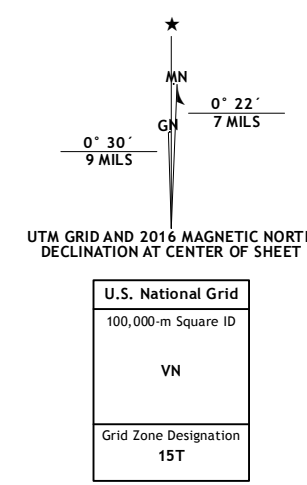 ★
MN
0° 22´
7 MILS
GN
0° 30´
9 MILS
UTM GRID AND 2016 MAGNETIC NORT
DECLINATION AT CENTER OF SHEET
U.S. National Grid
100,000-m Square ID
VN
Grid Zone Designation
15T